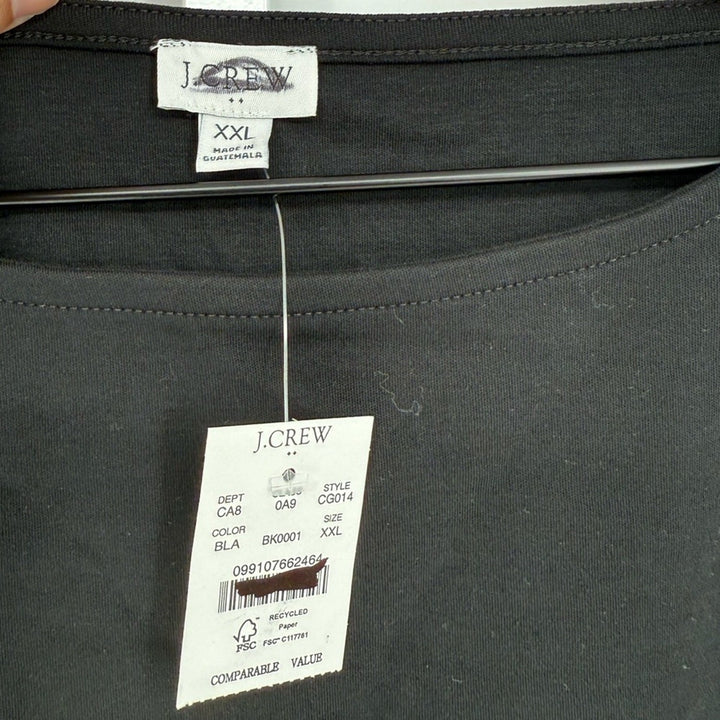 J.CREW
XXL
MADE IN
GUATEMALA
J.CREW
DEPT CLASS STYLE
CA8 0A9 CG014
COLOR SIZE
BLA BK0001 XXL
099107662464
RECYCLED
Paper
FSC FSC® C117761
COMPARABLE VALUE